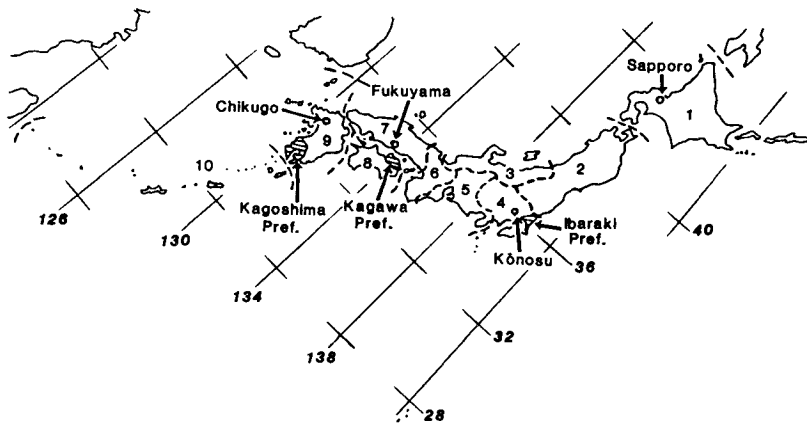 Sapporo
Fukuyama
Chikugo
1
7
2
9
10
8
6
3
5
4
Kagoshima
Pref.
Kagawa
Pref.
Ibaraki
Pref.
Kōnosu
126
130
134
138
40
36
32
28